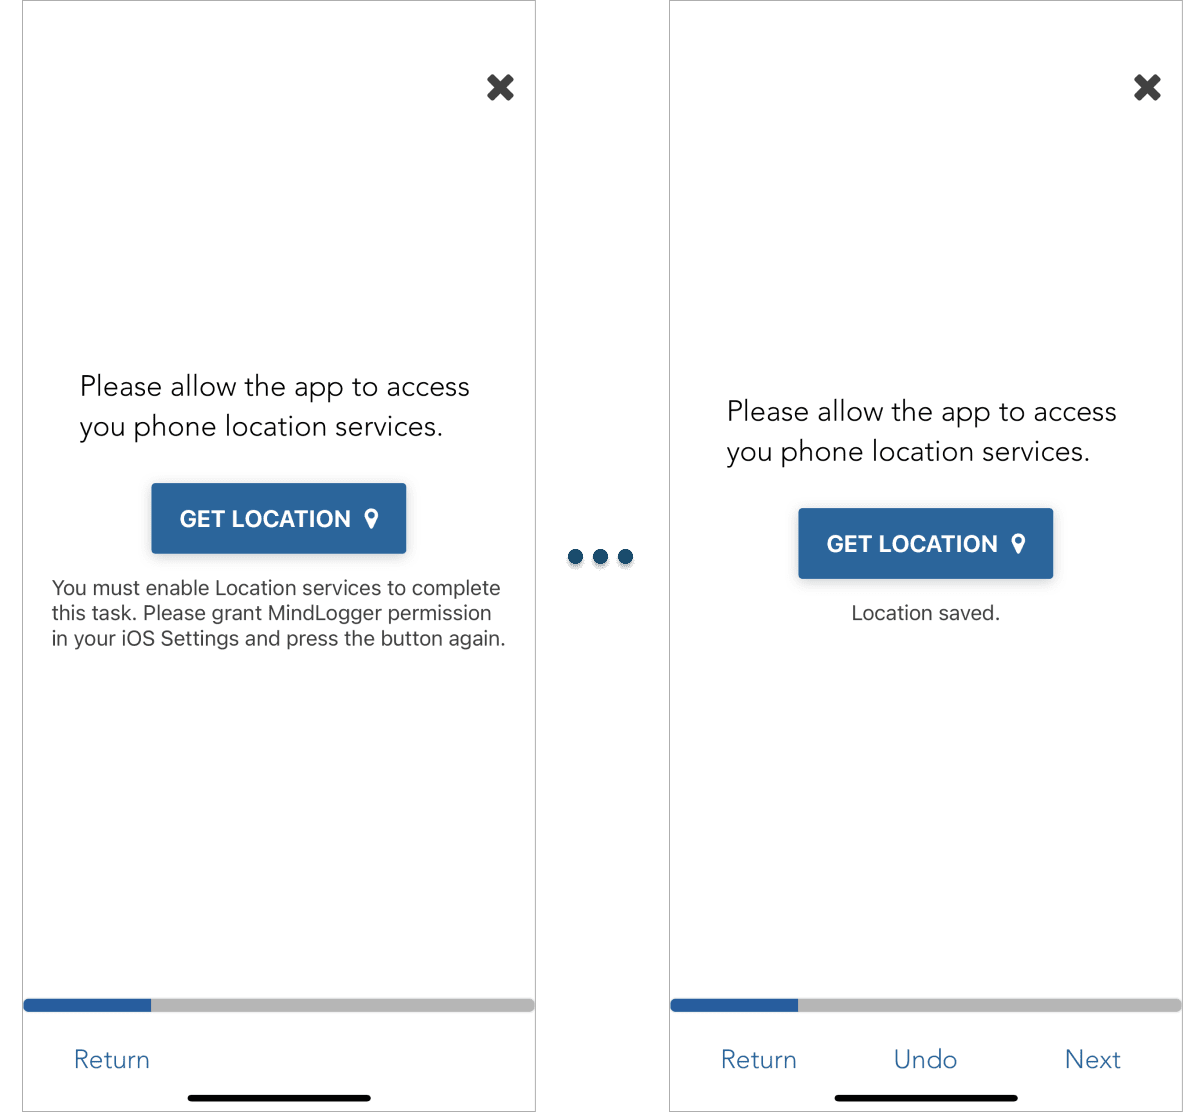 Please allow the app to access
you phone location services.
GET LOCATION
You must enable Location services to complete
this task. Please grant MindLogger permission
in your iOS Settings and press the button again.
Return
Please allow the app to access
you phone location services.
GET LOCATION
Location saved.
Return
Undo
Next